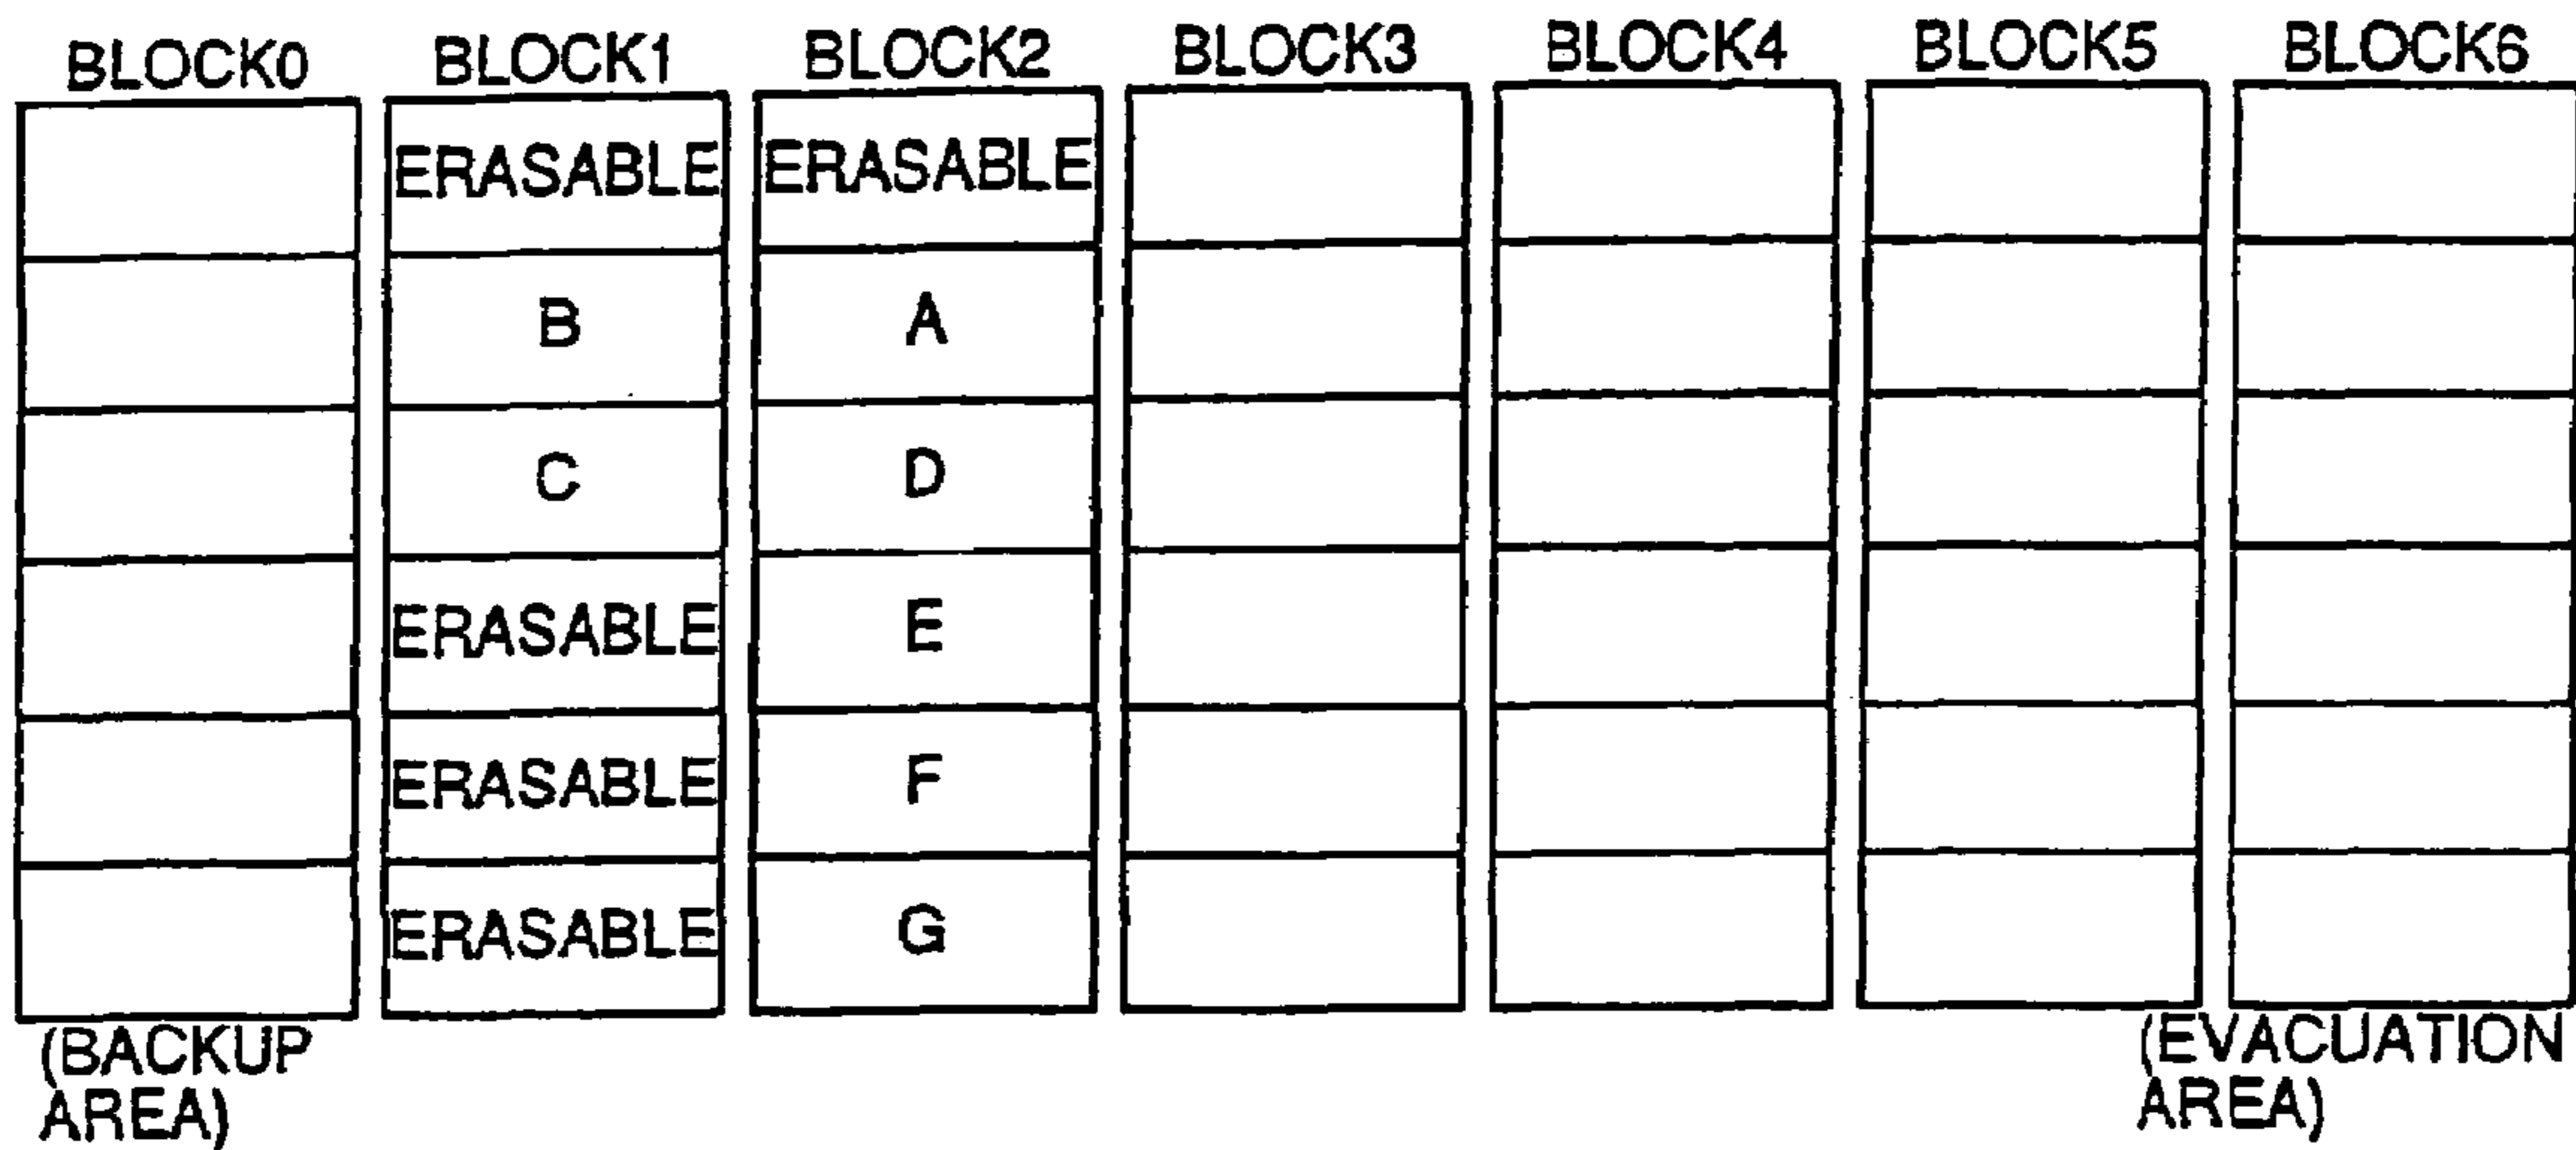 BLOCK0 BLOCK1 BLOCK2 BLOCK3 BLOCK4 BLOCK5 BLOCK6
ERASABLE ERASABLE
B A
C D
ERASABLE E
ERASABLE F
ERASABLE G
(BACKUP AREA)
(EVACUATION AREA)